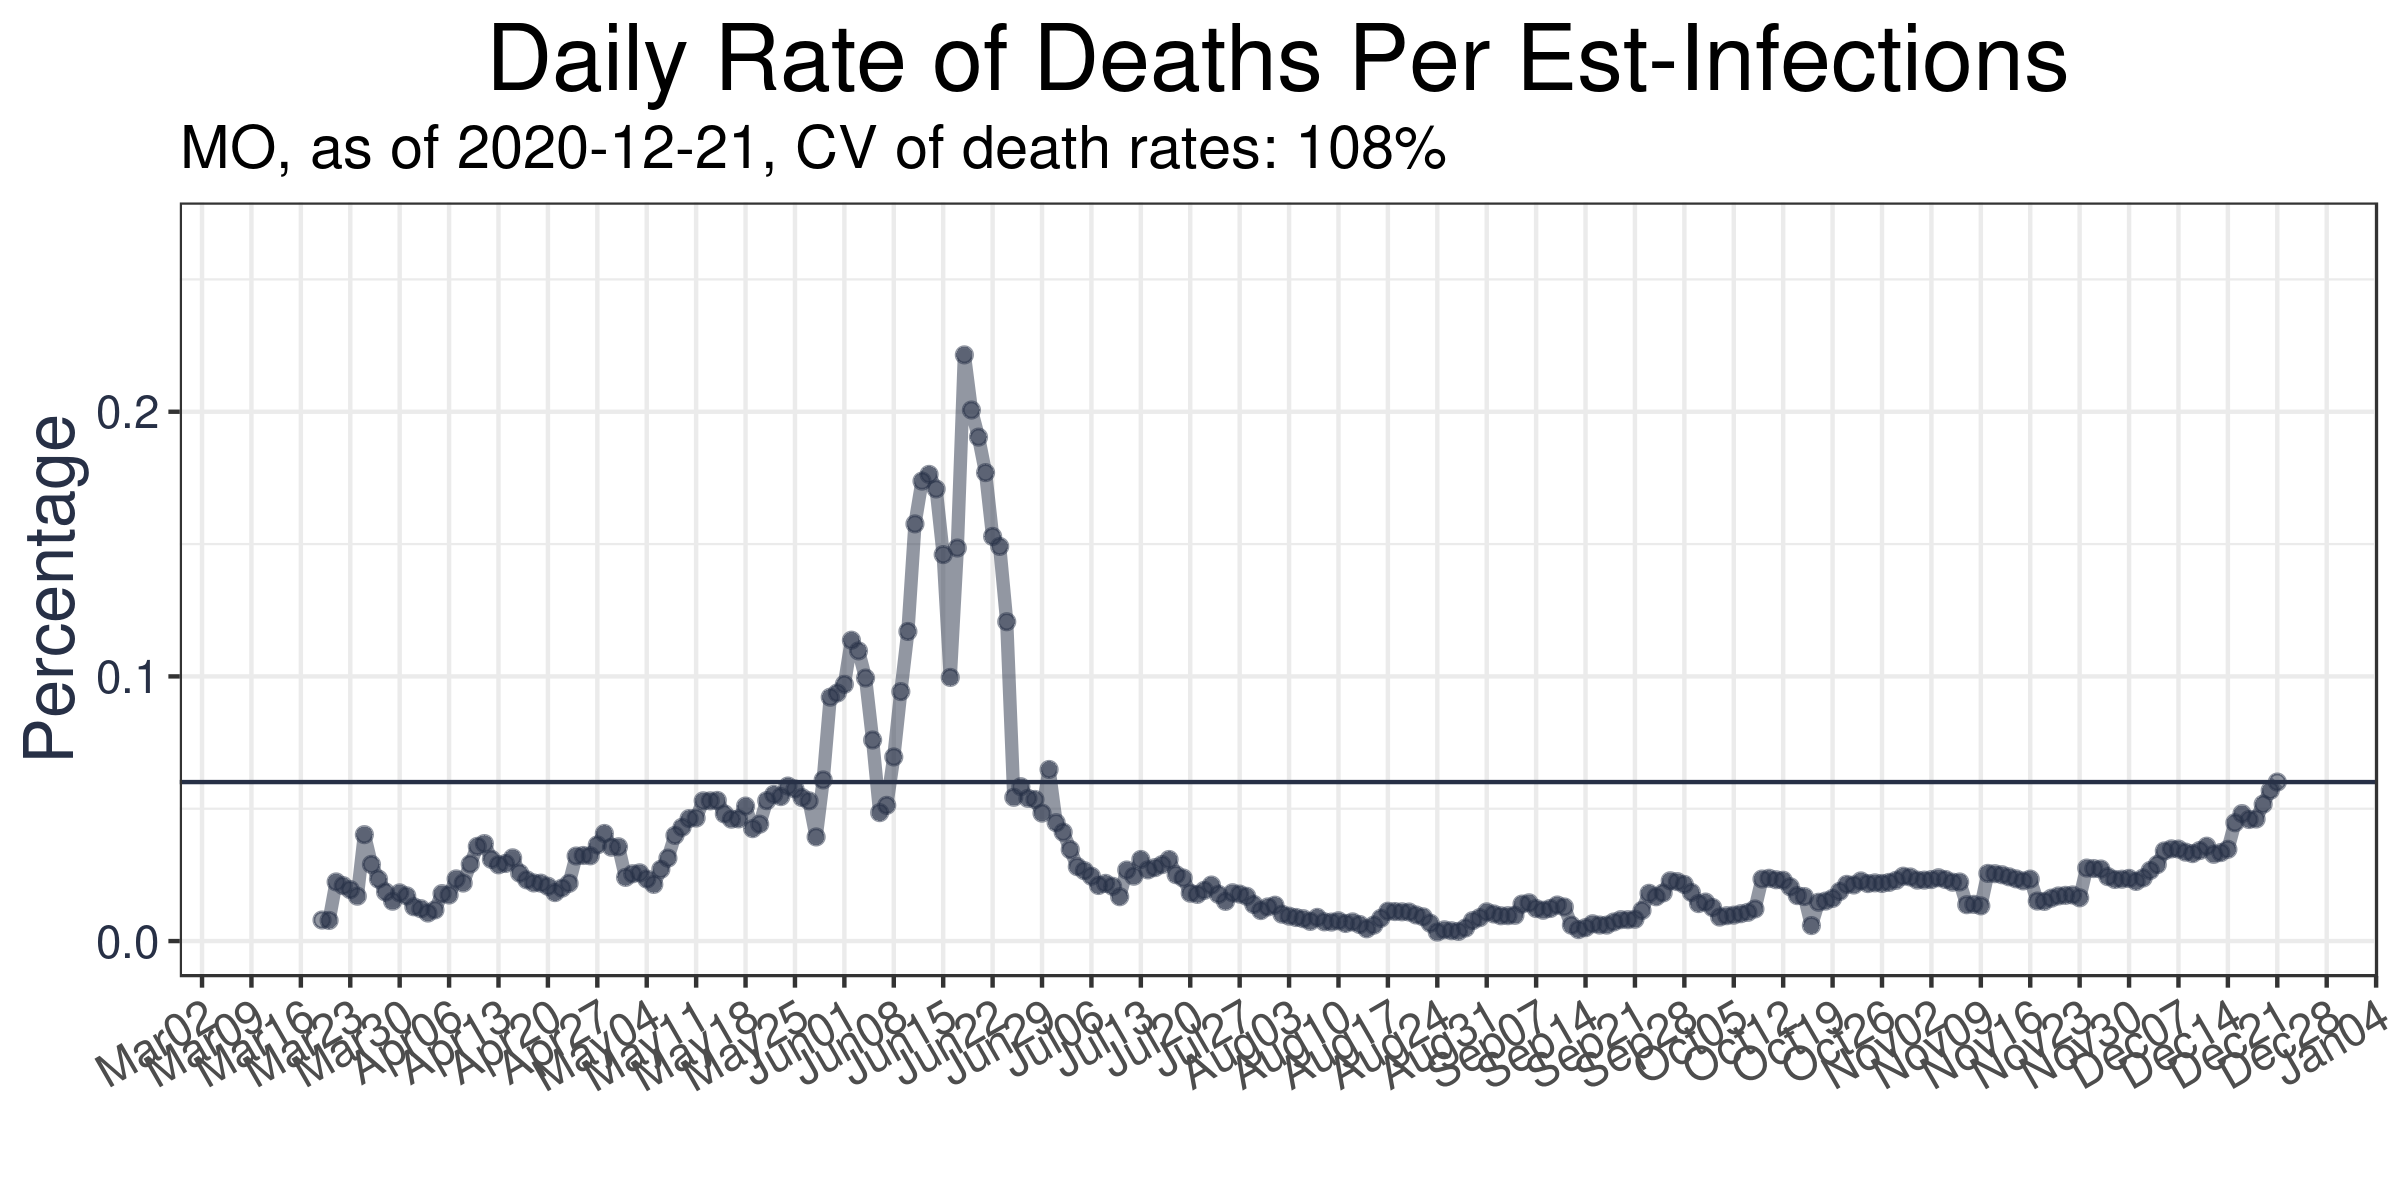 Daily Rate of Deaths Per Est-Infections
MO, as of 2020-12-21, CV of death rates: 108%
Percentage
0.2
0.1
0.0
Mar02 Mar09 Mar16 Mar23 Mar30 Apr06 Apr13 Apr20 Apr27 May04 May11 May18 May25 Jun01 Jun08 Jun15 Jun22 Jun29 Jul06 Jul13 Jul20 Jul27 Aug03 Aug10 Aug17 Aug24 Aug31 Sep07 Sep14 Sep21 Sep28 Oct05 Oct12 Oct19 Oct26 Nov02 Nov09 Nov16 Nov23 Nov30 Dec07 Dec14 Dec21 Dec28 Jan04